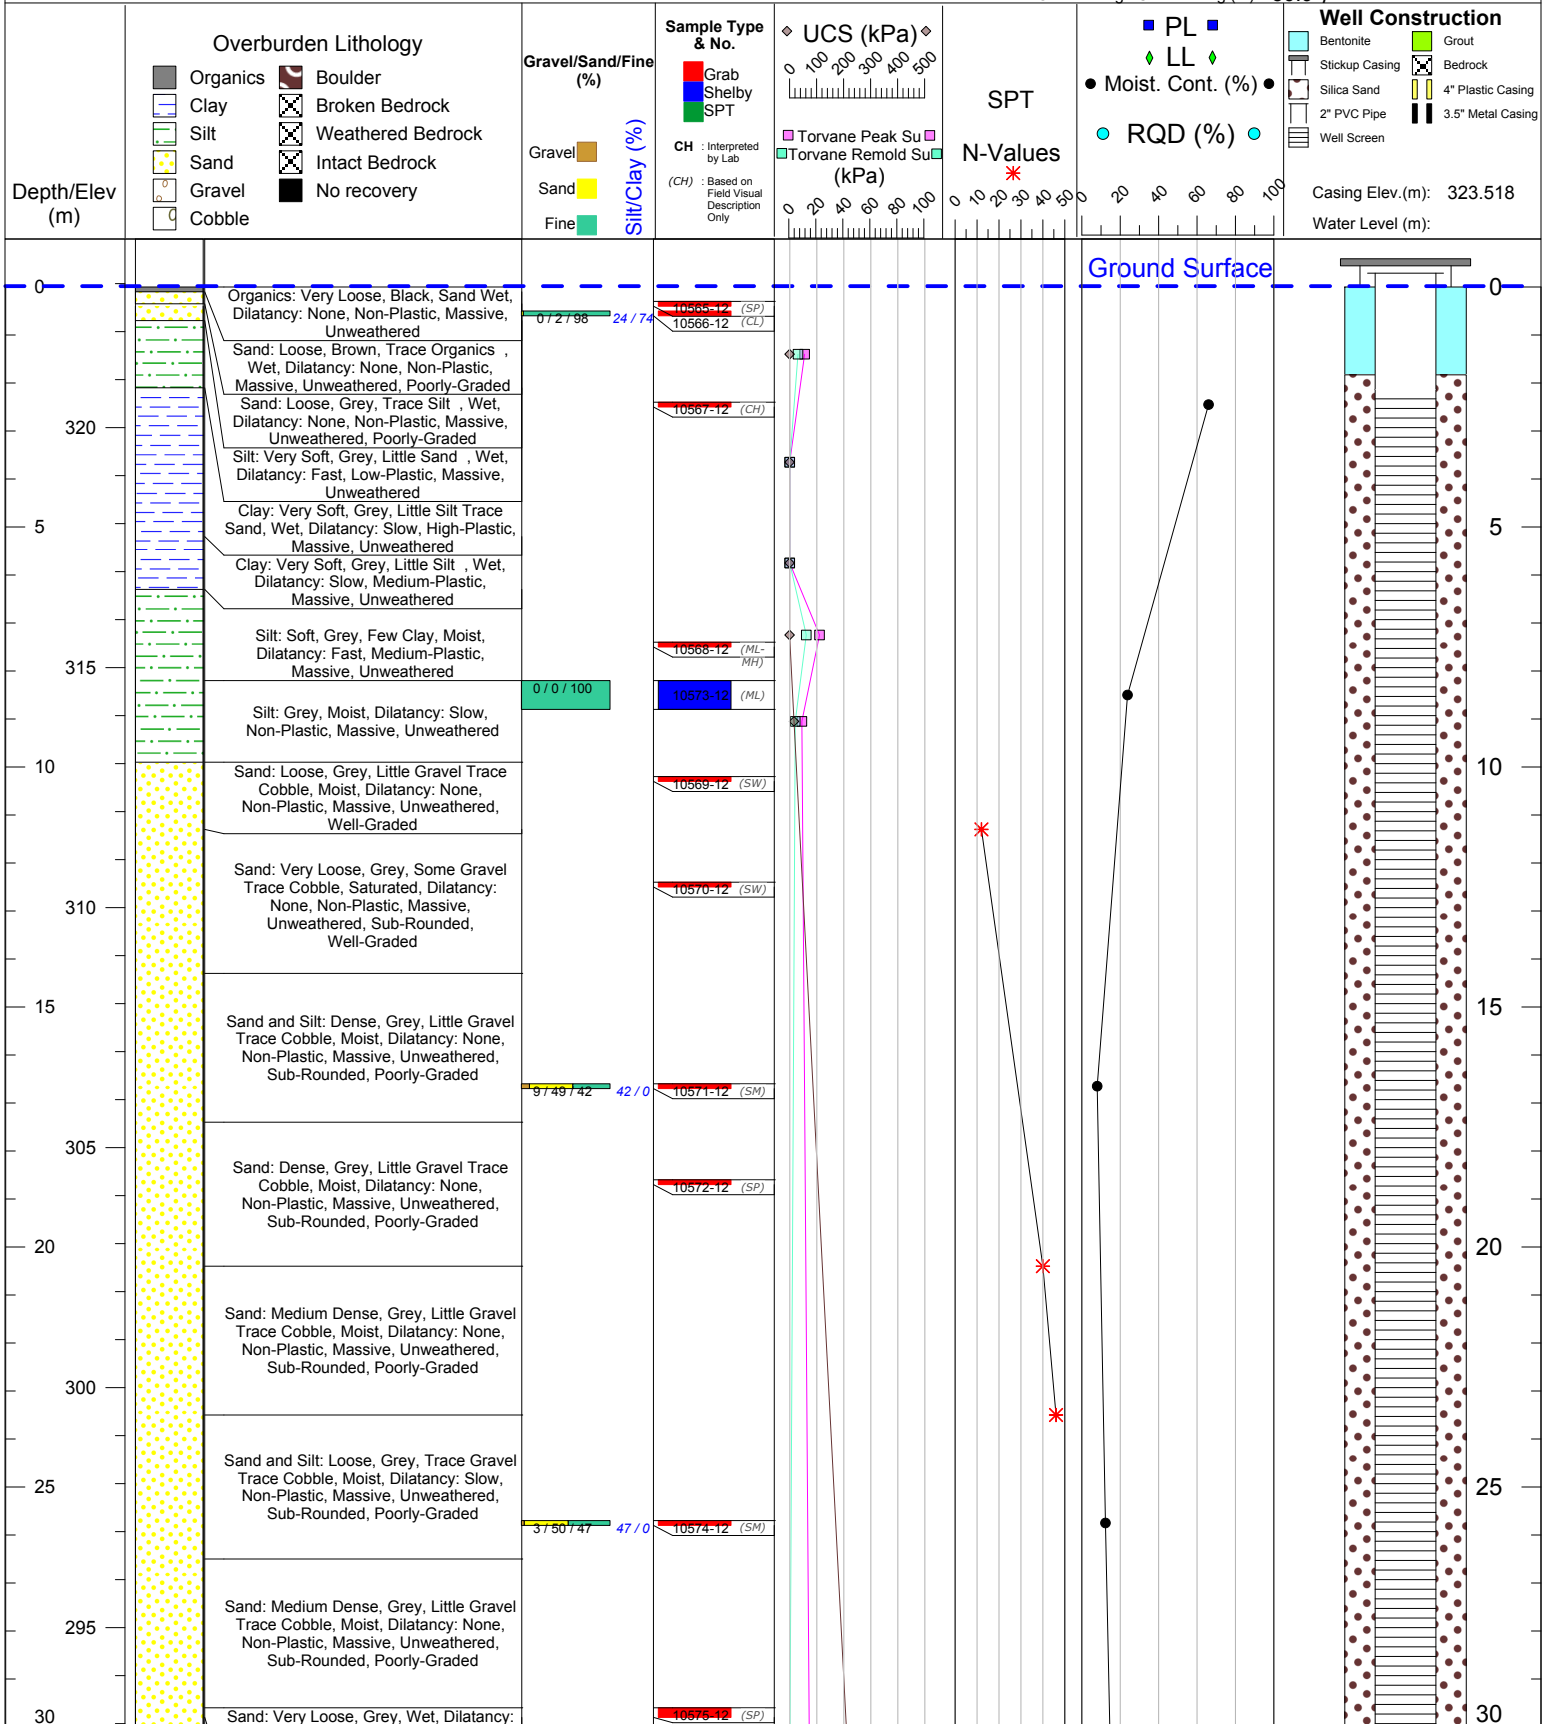 Overburden Lithology
Organics
Clay
Silt
Sand
Gravel
Cobble
Boulder
Broken Bedrock
Weathered Bedrock
Intact Bedrock
No recovery
Depth/Elev
(m)
Gravel/Sand/Fine
(%)
Gravel
Sand
Fine
Silt/Clay (%)
Sample Type
& No.
Grab
Shelby
SPT
CH : Interpreted
by Lab
(CH) : Based on
Field Visual
Description
Only
UCS (kPa)
0 100 200 300 400 500
Torvane Peak Su
Torvane Remold Su
(kPa)
0 20 40 60 80 100
SPT
N-Values
0 10 20 30 40 50
PL
LL
Moist. Cont. (%)
RQD (%)
0 20 40 60 80 100
Well Construction
Bentonite
Grout
Stickup Casing
Bedrock
Silica Sand
4" Plastic Casing
2" PVC Pipe
3.5" Metal Casing
Well Screen
Casing Elev.(m): 323.518
Water Level (m):
Ground Surface
0
0
Organics: Very Loose, Black, Sand Wet,
Dilatancy: None, Non-Plastic, Massive,
Unweathered
0 / 2 / 98
24 / 74
10565-12 (SP)
10566-12 (CL)
Sand: Loose, Brown, Trace Organics ,
Wet, Dilatancy: None, Non-Plastic,
Massive, Unweathered, Poorly-Graded
Sand: Loose, Grey, Trace Silt , Wet,
Dilatancy: None, Non-Plastic, Massive,
Unweathered, Poorly-Graded
10567-12 (CH)
320
Silt: Very Soft, Grey, Little Sand , Wet,
Dilatancy: Fast, Low-Plastic, Massive,
Unweathered
Clay: Very Soft, Grey, Little Silt Trace
Sand, Wet, Dilatancy: Slow, High-Plastic,
Massive, Unweathered
5
5
Clay: Very Soft, Grey, Little Silt , Wet,
Dilatancy: Slow, Medium-Plastic,
Massive, Unweathered
Silt: Soft, Grey, Few Clay, Moist,
Dilatancy: Fast, Medium-Plastic,
Massive, Unweathered
10568-12 (ML-
MH)
315
0 / 0 / 100
10573-12 (ML)
Silt: Grey, Moist, Dilatancy: Slow,
Non-Plastic, Massive, Unweathered
10
10
Sand: Loose, Grey, Little Gravel Trace
Cobble, Moist, Dilatancy: None,
Non-Plastic, Massive, Unweathered,
Well-Graded
10569-12 (SW)
Sand: Very Loose, Grey, Some Gravel
Trace Cobble, Saturated, Dilatancy:
None, Non-Plastic, Massive,
Unweathered, Sub-Rounded,
Well-Graded
10570-12 (SW)
310
15
15
Sand and Silt: Dense, Grey, Little Gravel
Trace Cobble, Moist, Dilatancy: None,
Non-Plastic, Massive, Unweathered,
Sub-Rounded, Poorly-Graded
9 / 49 / 42
42 / 0
10571-12 (SM)
305
Sand: Dense, Grey, Little Gravel Trace
Cobble, Moist, Dilatancy: None,
Non-Plastic, Massive, Unweathered,
Sub-Rounded, Poorly-Graded
10572-12 (SP)
20
20
Sand: Medium Dense, Grey, Little Gravel
Trace Cobble, Moist, Dilatancy: None,
Non-Plastic, Massive, Unweathered,
Sub-Rounded, Poorly-Graded
300
Sand and Silt: Loose, Grey, Trace Gravel
Trace Cobble, Moist, Dilatancy: Slow,
Non-Plastic, Massive, Unweathered,
Sub-Rounded, Poorly-Graded
25
25
3 / 50 / 47
47 / 0
10574-12 (SM)
Sand: Medium Dense, Grey, Little Gravel
Trace Cobble, Moist, Dilatancy: None,
Non-Plastic, Massive, Unweathered,
Sub-Rounded, Poorly-Graded
295
30
30
Sand: Very Loose, Grey, Wet, Dilatancy:
10575-12 (SP)